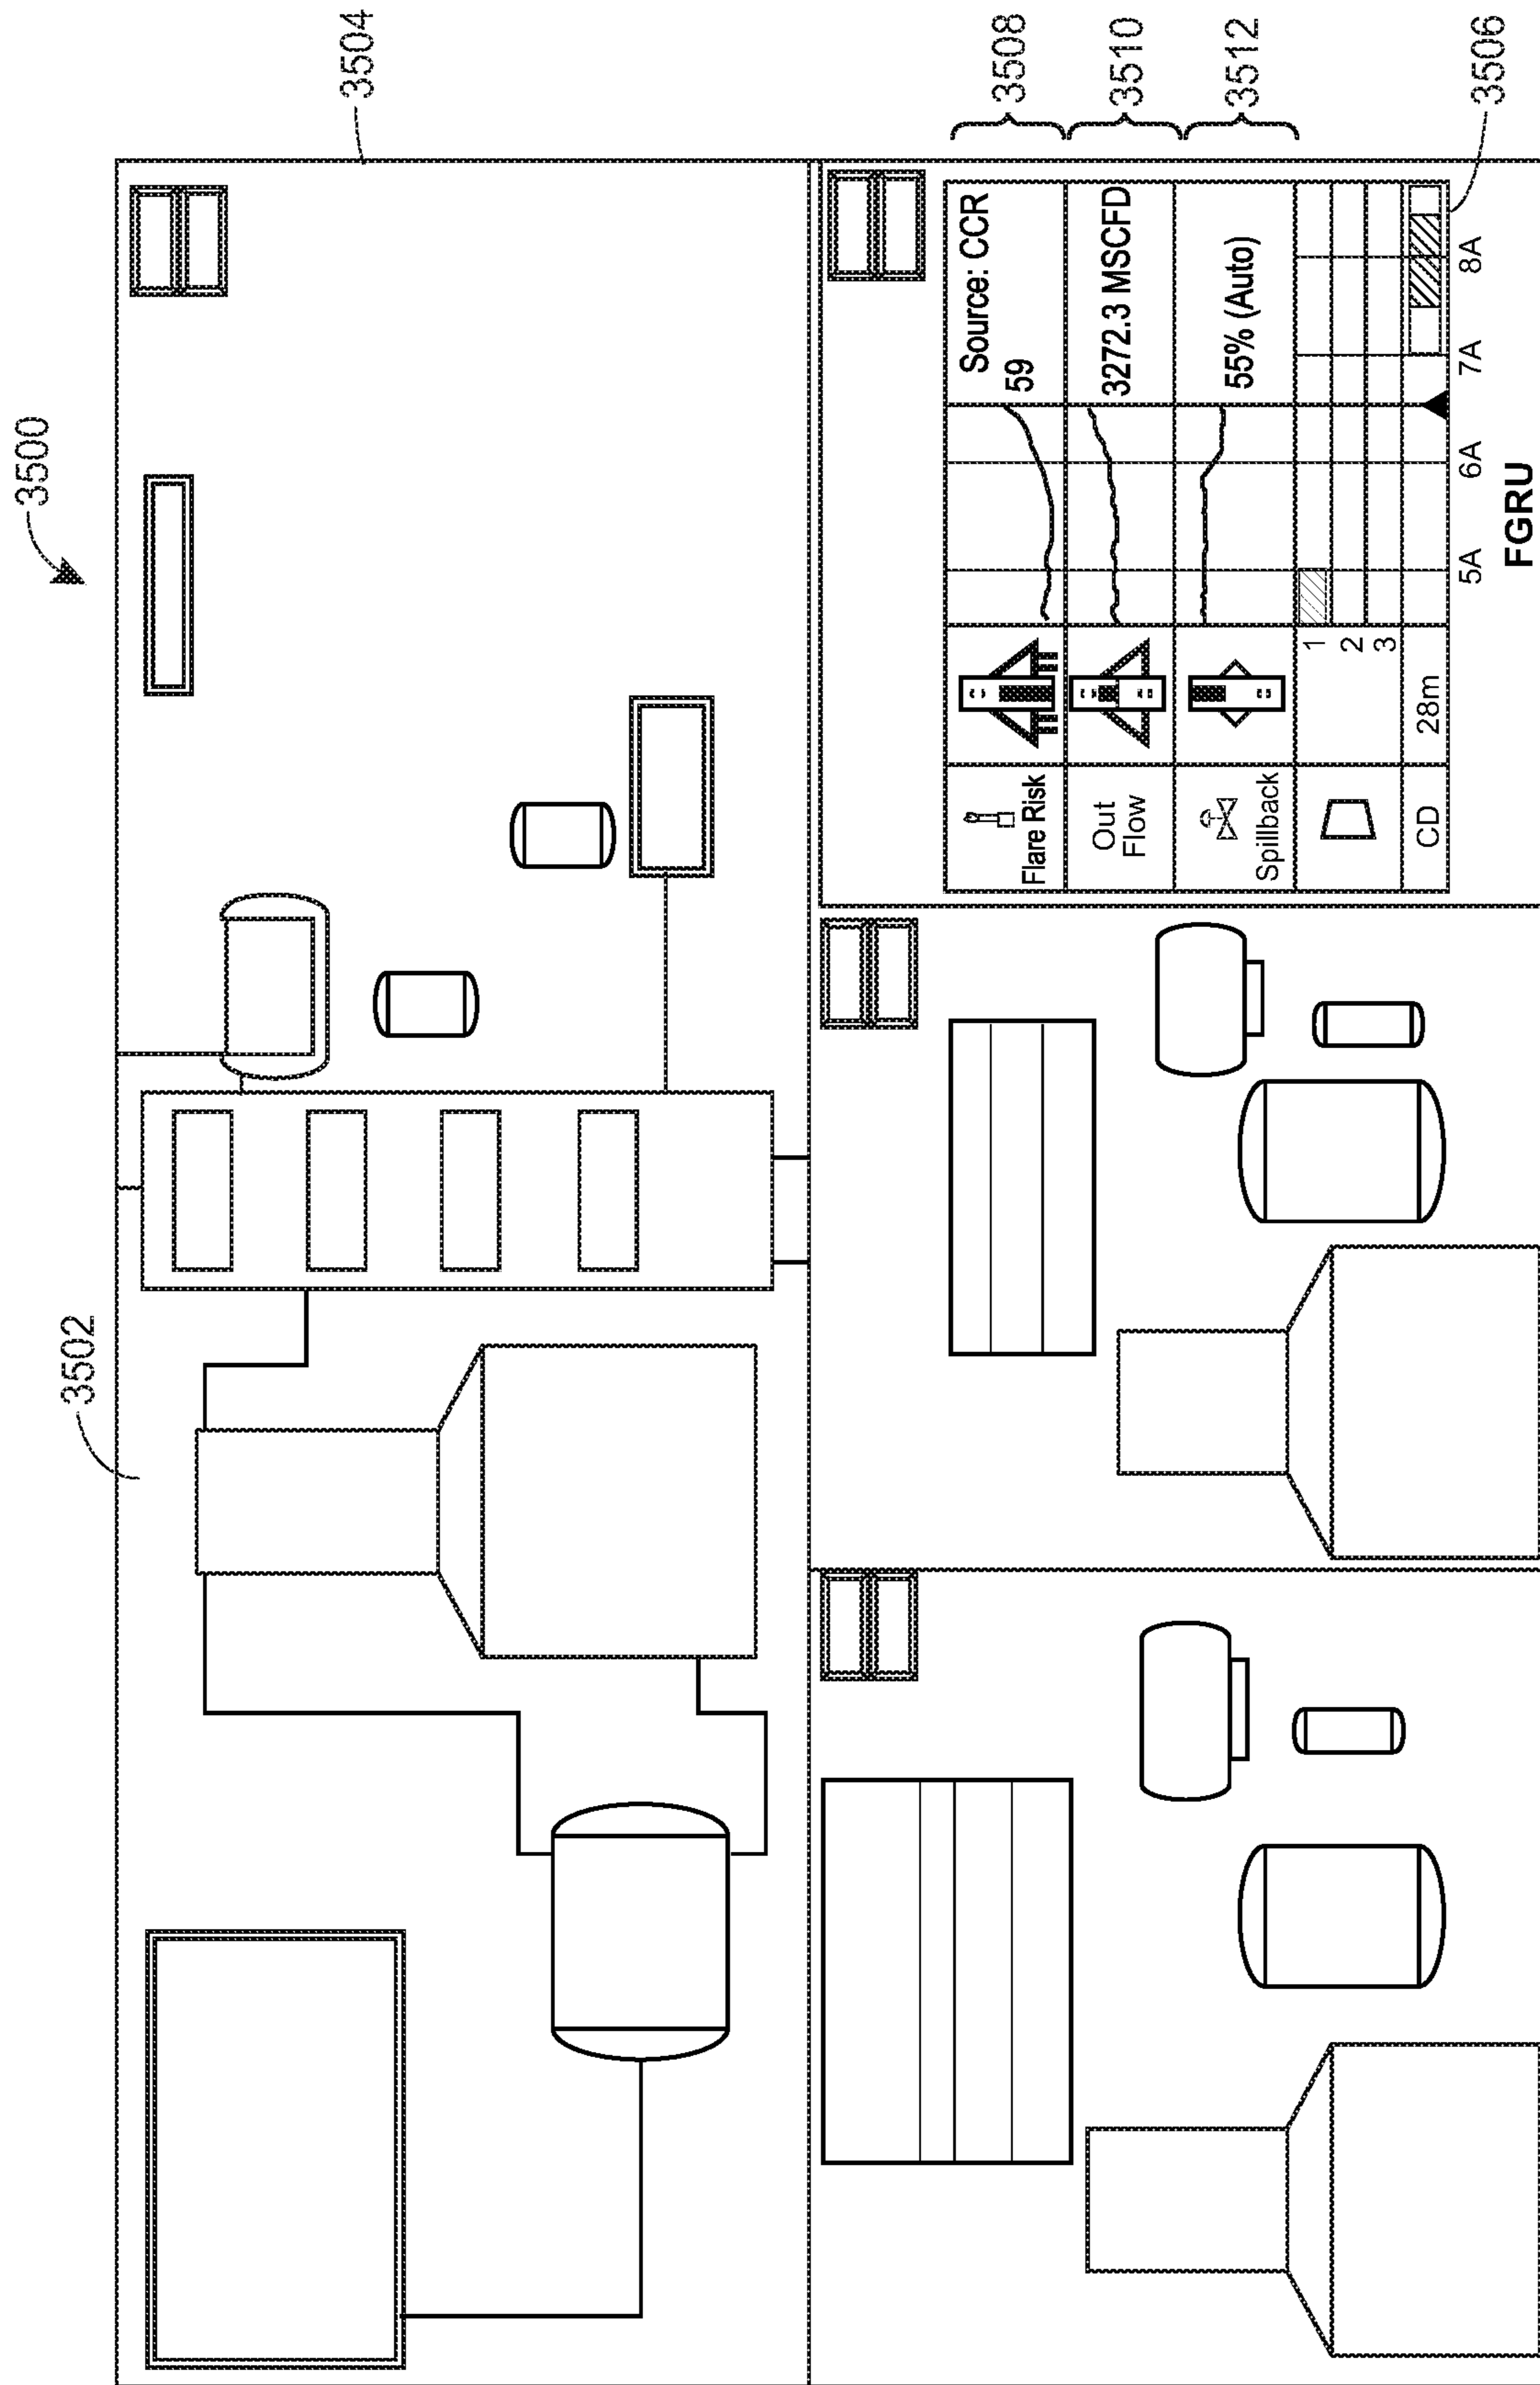 3500
3502
3504
Flare Risk
Source: CCR
59
3508
Out
Flow
3272.3 MSCFD
3510
Spillback
55% (Auto)
3512
1
2
3
CD
28m
3506
5A
6A
7A
8A
FGRU